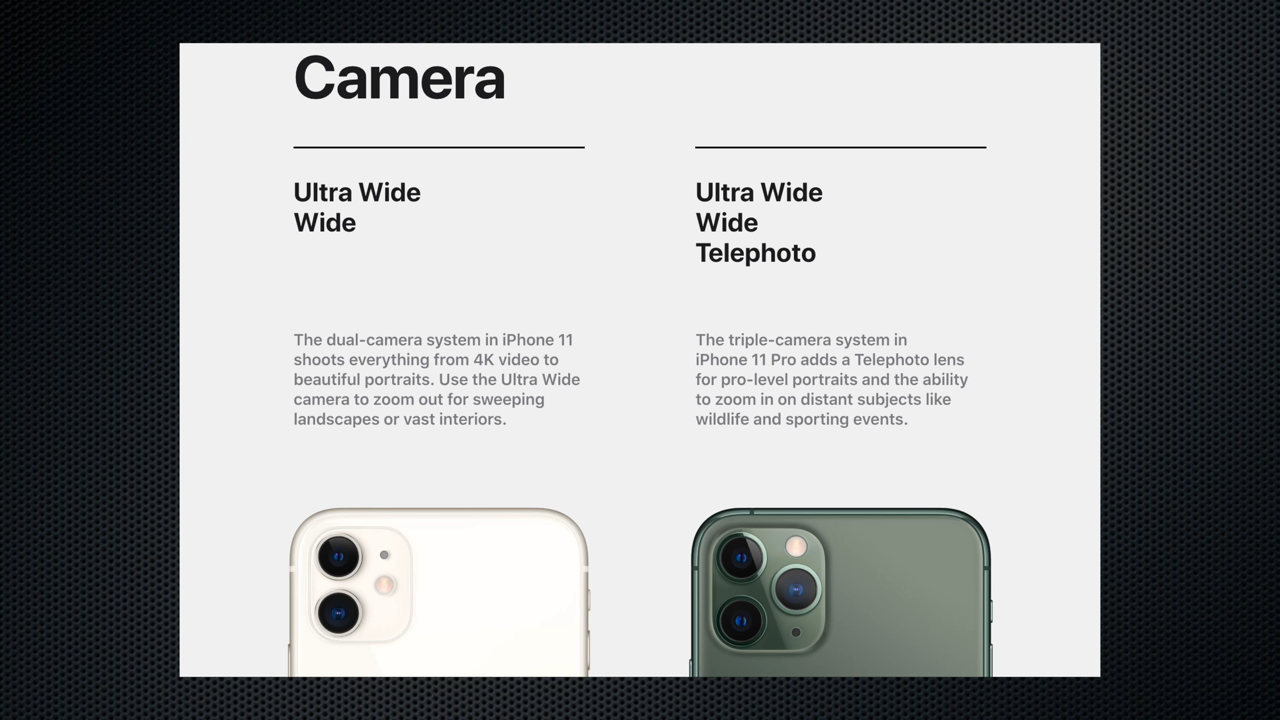 Camera
Ultra Wide
Wide
Ultra Wide
Wide
Telephoto
The dual-camera system in iPhone 11
shoots everything from 4K video to
beautiful portraits. Use the Ultra Wide
camera to zoom out for sweeping
landscapes or vast interiors.
The triple-camera system in
iPhone 11 Pro adds a Telephoto lens
for pro-level portraits and the ability
to zoom in on distant subjects like
wildlife and sporting events.